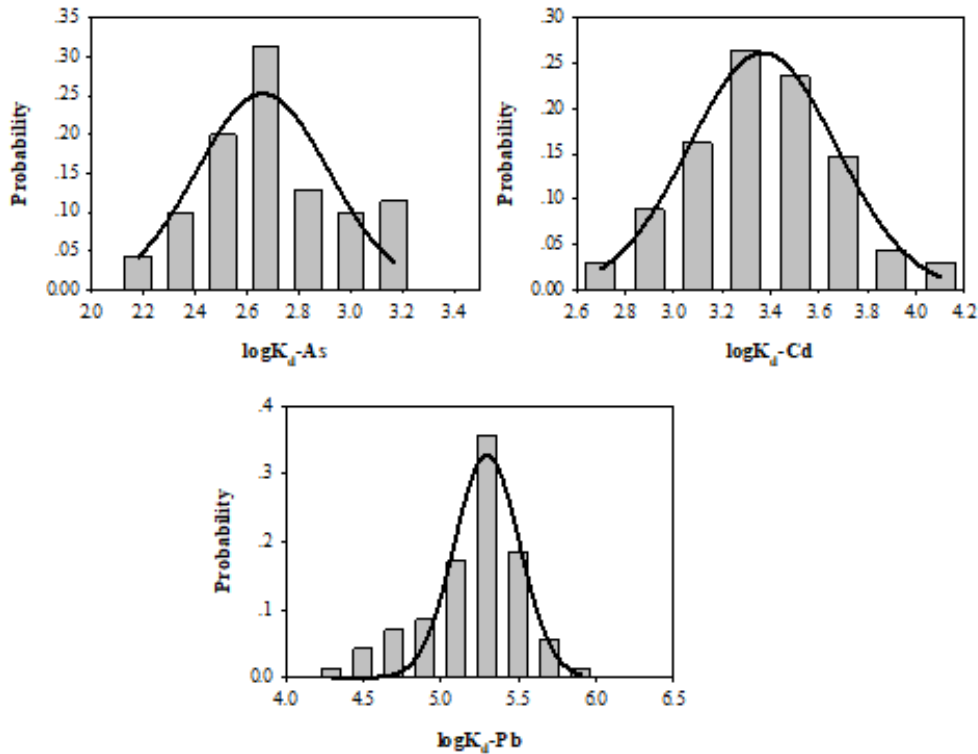 Probability
.35
.30
.25
.20
.15
.10
.05
0.00
2.0 2.2 2.4 2.6 2.8 3.0 3.2 3.4
logKd-As
Probability
.30
.25
.20
.15
.10
.05
0.00
2.6 2.8 3.0 3.2 3.4 3.6 3.8 4.0 4.2
logKd-Cd
Probability
.4
.3
.2
.1
0.0
4.0 4.5 5.0 5.5 6.0 6.5
logKd-Pb